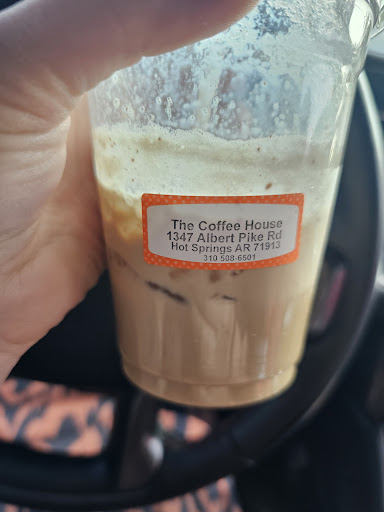 The Coffee House
1347 Albert Pike Rd
Hot Springs AR 71913
310 508-6501